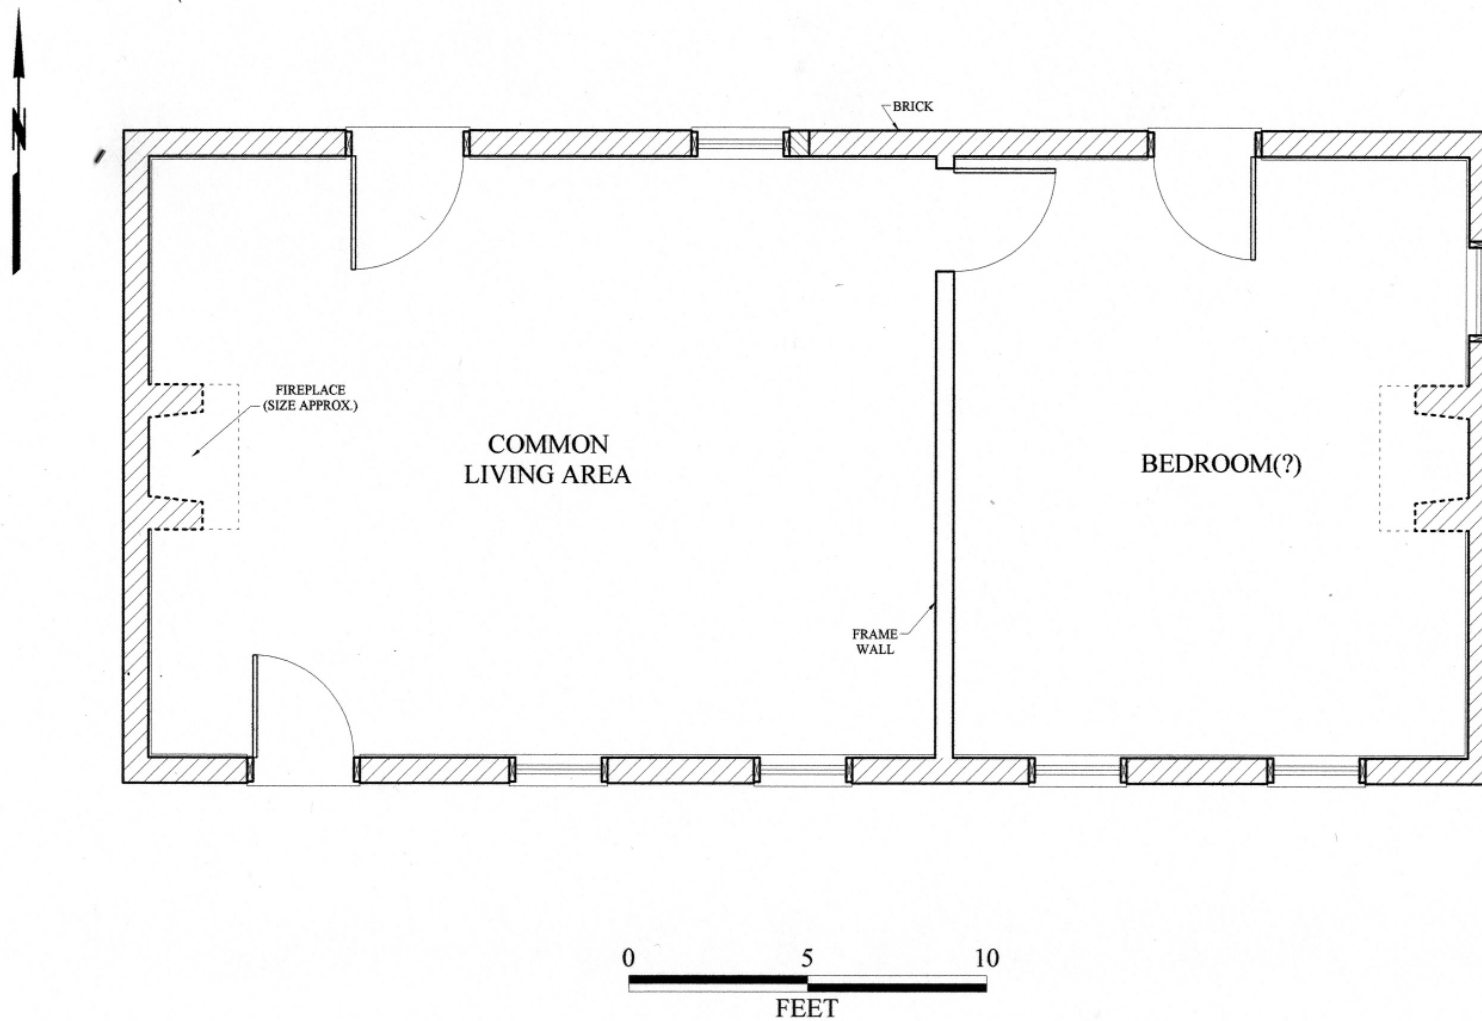 N
BRICK
FIREPLACE
(SIZE APPROX.)
COMMON
LIVING AREA
BEDROOM(?)
FRAME
WALL
0 5 10
FEET